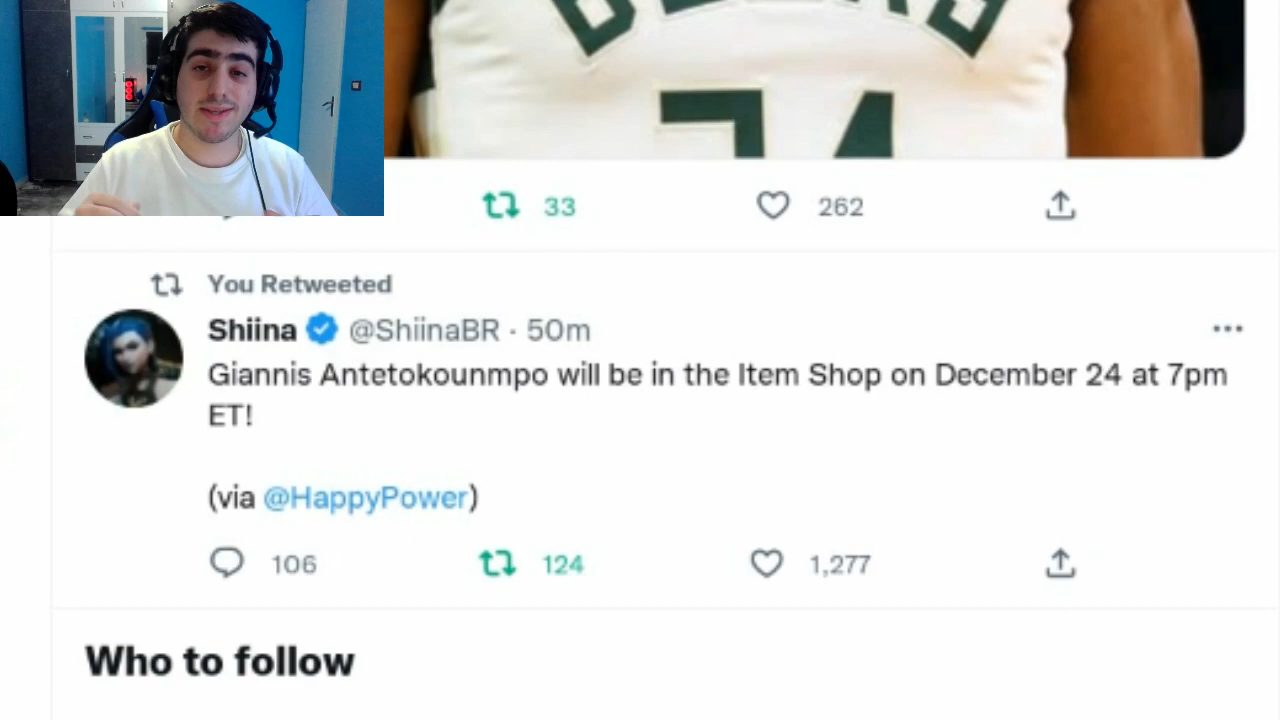 33 262
You Retweeted
Shiina @ShiinaBR · 50m
Giannis Antetokounmpo will be in the Item Shop on December 24 at 7pm
ET!
(via @HappyPower)
106 124 1,277
Who to follow